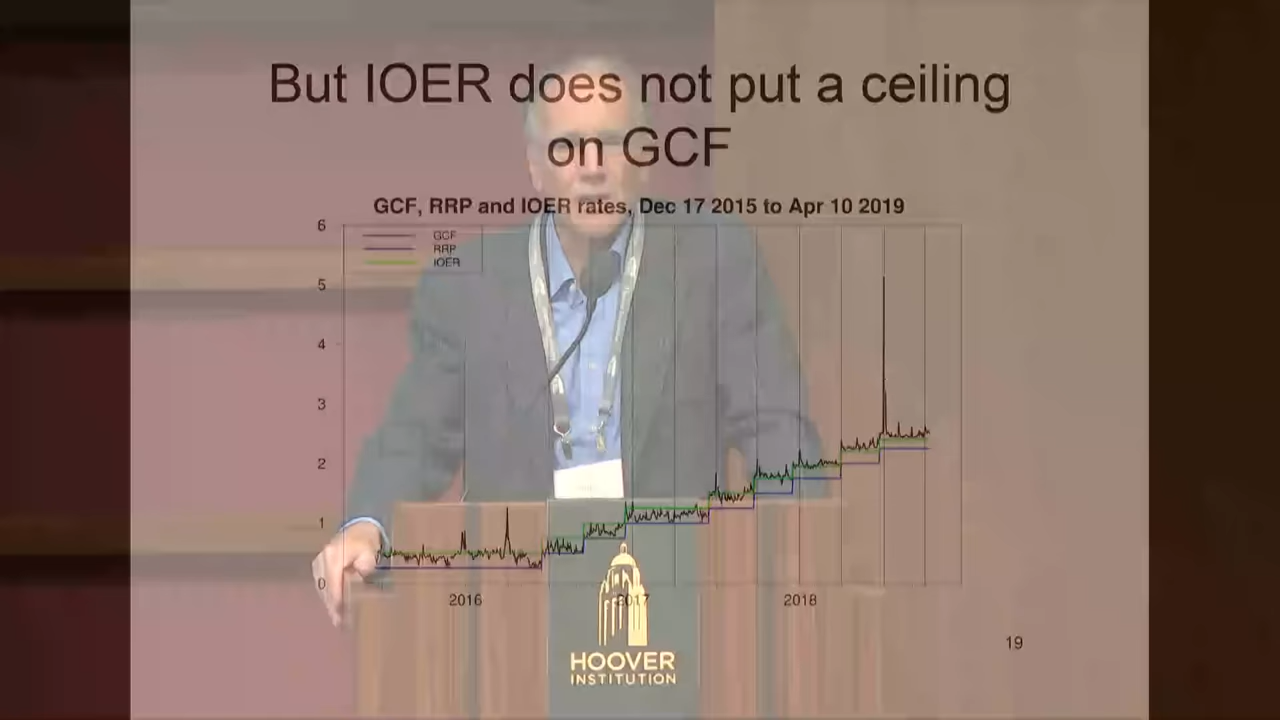 But IOER does not put a ceiling
on GCF
GCF, RRP and IOER rates, Dec 17 2015 to Apr 10 2019
6
GCF
RRP
IOER
5
4
3
2
1
0
2016
2017
2018
19
HOOVER
INSTITUTION